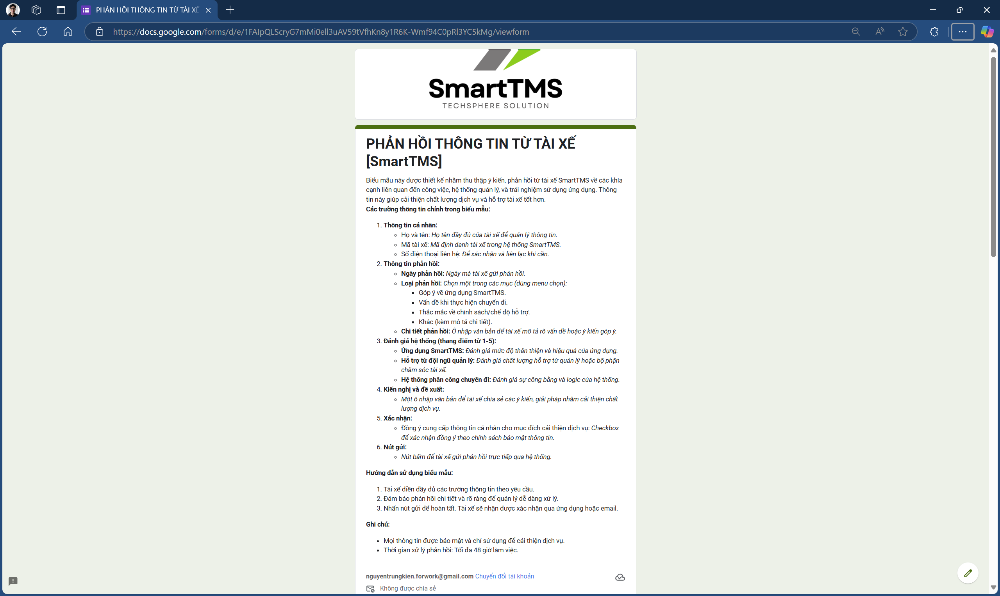 PHẢN HỒI THÔNG TIN TỪ TÀI XẾ
https://docs.google.com/forms/d/e/1FAIpQLScryG7mMi0ell3uAV59tVfhKn8y1R6K-Wmf94C0pRl3YC5kMg/viewform
SmartTMS
TECHSPHERE SOLUTION
PHẢN HỒI THÔNG TIN TỪ TÀI XẾ
[SmartTMS]
Biểu mẫu này được thiết kế nhằm thu thập ý kiến, phản hồi từ tài xế SmartTMS về các khía
cạnh liên quan đến công việc, hệ thống quản lý, và trải nghiệm sử dụng ứng dụng. Thông
tin này giúp cải thiện chất lượng dịch vụ và hỗ trợ tài xế tốt hơn.
Các trường thông tin chính trong biểu mẫu:
1. Thông tin cá nhân:
Họ và tên: Họ tên đầy đủ của tài xế để quản lý thông tin.
Mã tài xế: Mã định danh tài xế trong hệ thống SmartTMS.
Số điện thoại liên hệ: Để xác nhận và liên lạc khi cần.
2. Thông tin phản hồi:
Ngày phản hồi: Ngày mà tài xế gửi phản hồi.
Loại phản hồi: Chọn một trong các mục (dùng menu chọn):
Góp ý về ứng dụng SmartTMS.
Vấn đề khi thực hiện chuyến đi.
Thắc mắc về chính sách/chế độ hỗ trợ.
Khác (kèm mô tả chi tiết).
Chi tiết phản hồi: Ô nhập văn bản để tài xế mô tả rõ vấn đề hoặc ý kiến góp ý.
3. Đánh giá hệ thống (thang điểm từ 1-5):
Ứng dụng SmartTMS: Đánh giá mức độ thân thiện và hiệu quả của ứng dụng.
Hỗ trợ từ đội ngũ quản lý: Đánh giá chất lượng hỗ trợ từ quản lý hoặc bộ phận
chăm sóc tài xế.
Hệ thống phân công chuyến đi: Đánh giá sự công bằng và logic của hệ thống.
4. Kiến nghị và đề xuất:
Một ô nhập văn bản để tài xế chia sẻ các ý kiến, giải pháp nhằm cải thiện chất
lượng dịch vụ.
5. Xác nhận:
Đồng ý cung cấp thông tin cá nhân cho mục đích cải thiện dịch vụ: Checkbox
để xác nhận đồng ý theo chính sách bảo mật thông tin.
6. Nút gửi:
Nút bấm để tài xế gửi phản hồi trực tiếp qua hệ thống.
Hướng dẫn sử dụng biểu mẫu:
1. Tài xế điền đầy đủ các trường thông tin theo yêu cầu.
2. Đảm bảo phản hồi chi tiết và rõ ràng để quản lý dễ dàng xử lý.
3. Nhấn nút gửi để hoàn tất. Tài xế sẽ nhận được xác nhận qua ứng dụng hoặc email.
Ghi chú:
Mọi thông tin được bảo mật và chỉ sử dụng để cải thiện dịch vụ.
Thời gian xử lý phản hồi: Tối đa 48 giờ làm việc.
nguyentrungkien.forwork@gmail.com Chuyển đổi tài khoản
Không được chia sẻ